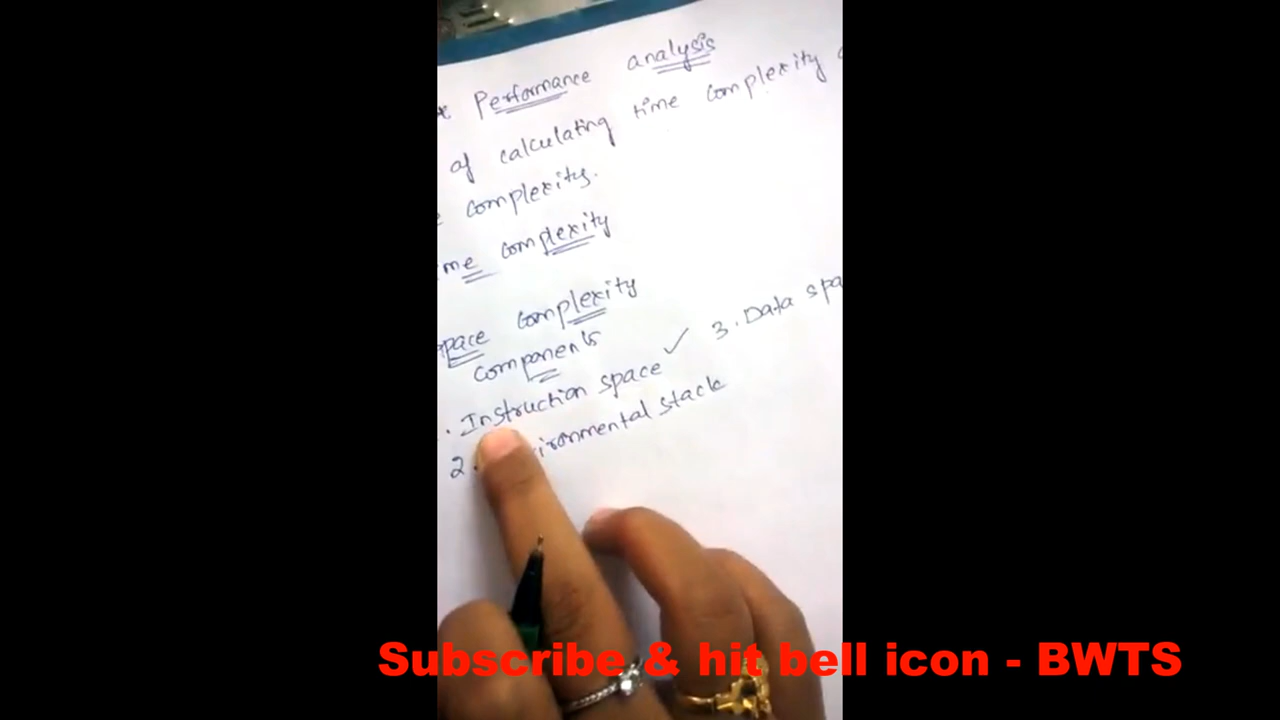 Performance analysis
of calculating time complexity
complexity.
me complexity
space complexity
components
. Instruction space ✓ 3. Data spa
2. ironmental stack
Subscribe & hit bell icon - BWTS